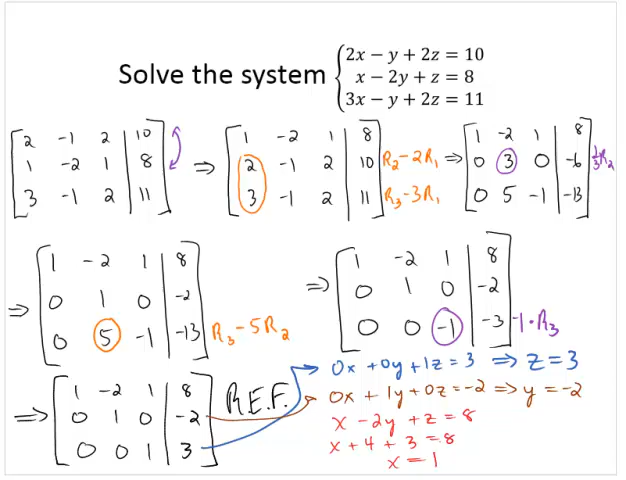 Solve the system {2x − y + 2z = 10
x − 2y + z = 8
3x − y + 2z = 11
[2 -1 2 | 10]
[1 -2 1 | 8]
[3 -1 2 | 11]
⇒ [1 -2 1 | 8]
[2 -1 2 | 10] R₂-2R₁
[3 -1 2 | 11] R₃-3R₁
⇒ [1 -2 1 | 8]
[0 3 0 | -6] ⅓R₂
[0 5 -1 | -13]
⇒ [1 -2 1 | 8]
[0 1 0 | -2]
[0 5 -1 | -13] R₃-5R₂
⇒ [1 -2 1 | 8]
[0 1 0 | -2]
[0 0 -1 | -3] -1·R₃
⇒ [1 -2 1 | 8]
[0 1 0 | -2]
[0 0 1 | 3]
R.E.F.
0x + 0y + 1z = 3 ⇒ z = 3
0x + 1y + 0z = -2 ⇒ y = -2
x - 2y + z = 8
x + 4 + 3 = 8
x = 1